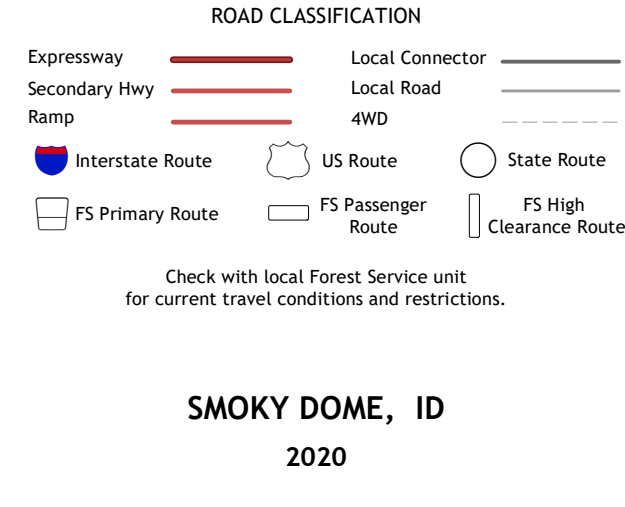 ROAD CLASSIFICATION
Expressway
Local Connector
Secondary Hwy
Local Road
Ramp
4WD
Interstate Route
US Route
State Route
FS Primary Route
FS Passenger
Route
FS High
Clearance Route
Check with local Forest Service unit
for current travel conditions and restrictions.
SMOKY DOME, ID
2020